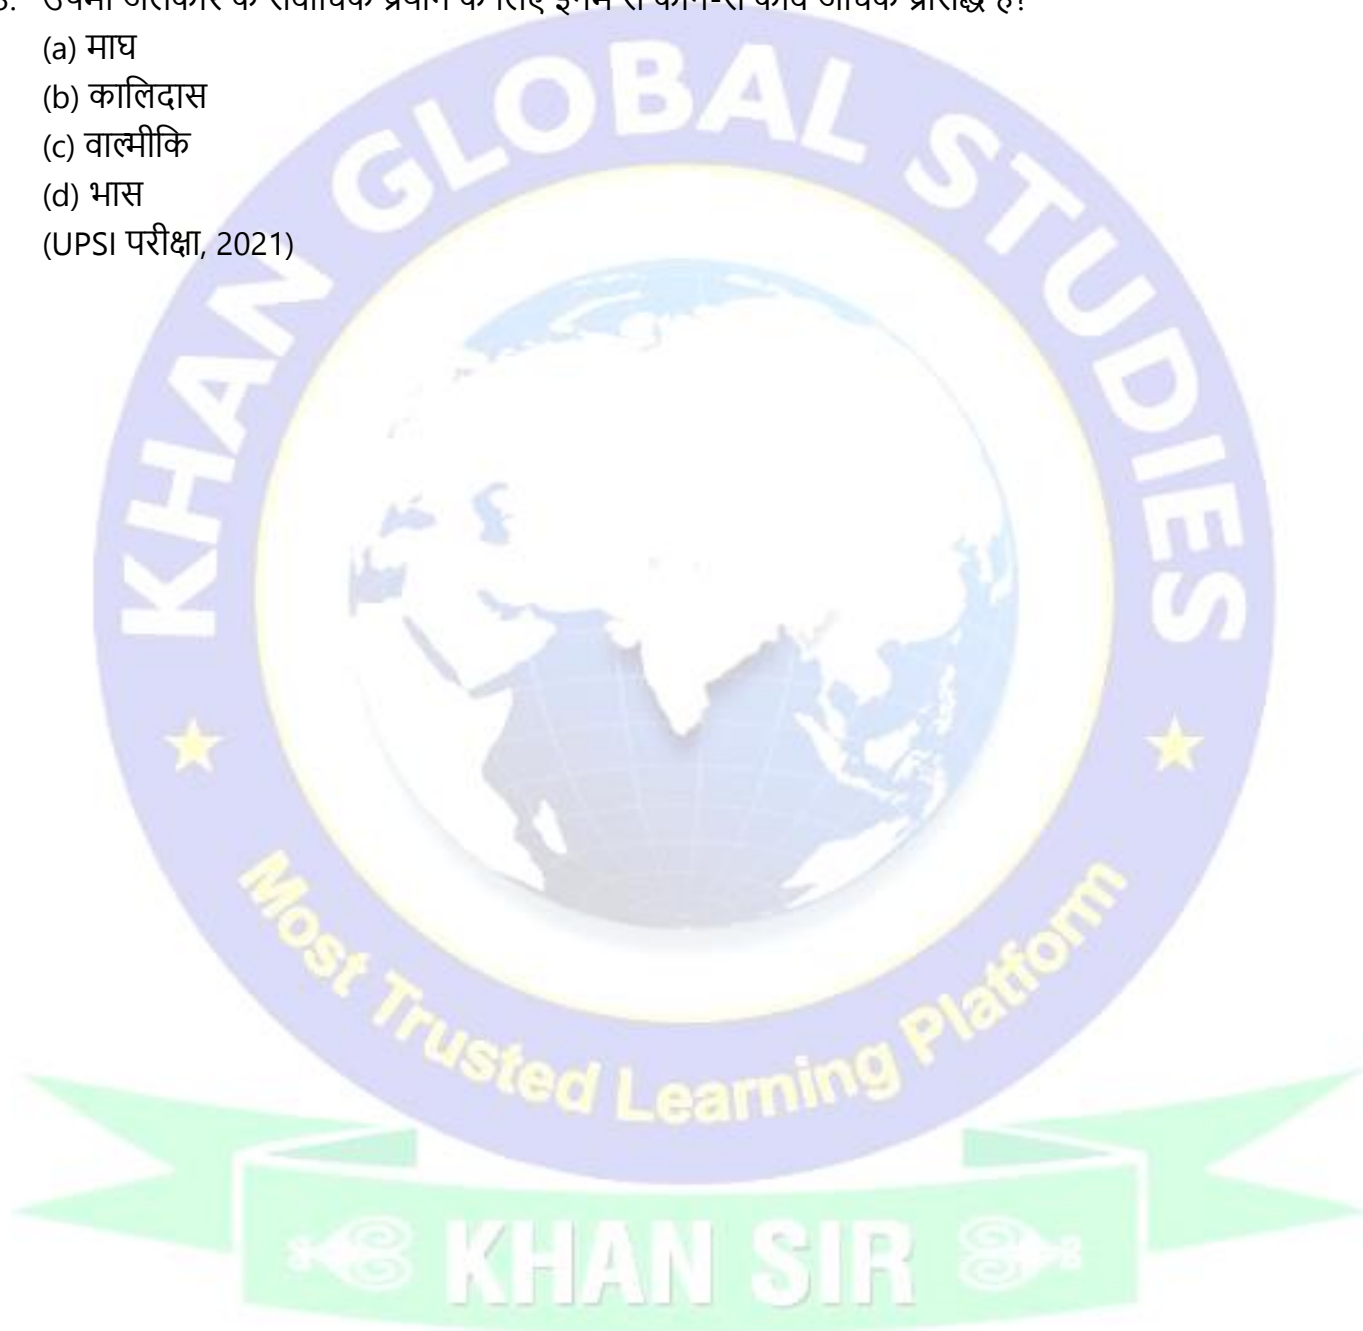 उपमा अलंकार के सर्वाधिक प्रयोग के लिए इनमें से कौन-से कवि अधिक प्रसिद्ध हैं?
(a) माघ
(b) कालिदास
(c) वाल्मीकि
(d) भास
(UPSI परीक्षा, 2021)
KHAN GLOBAL STUDIES
Most Trusted Learning Platform
KHAN SIR